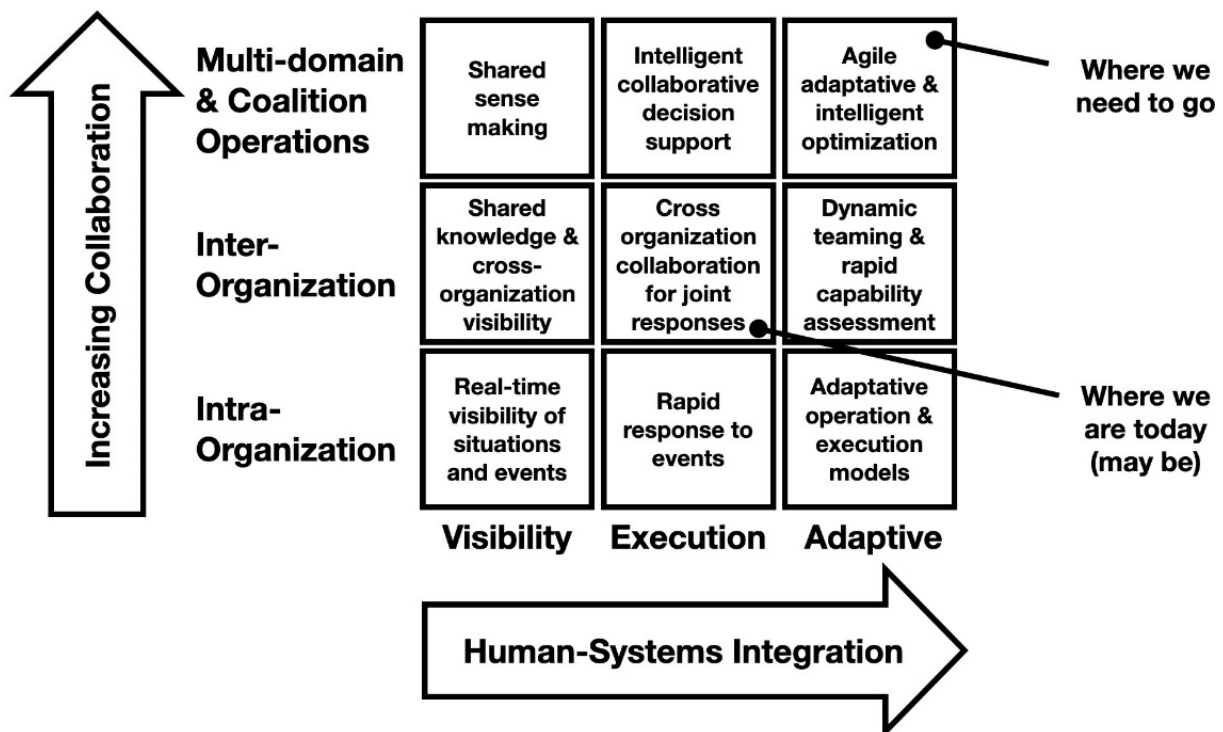 Increasing Collaboration
Multi-domain
& Coalition
Operations
Shared
sense
making
Intelligent
collaborative
decision
support
Agile
adaptative &
intelligent
optimization
Where we
need to go
Inter-
Organization
Shared
knowledge &
cross-
organization
visibility
Cross
organization
collaboration
for joint
responses
Dynamic
teaming &
rapid
capability
assessment
Intra-
Organization
Real-time
visibility of
situations
and events
Rapid
response to
events
Adaptative
operation &
execution
models
Where we
are today
(may be)
Visibility
Execution
Adaptive
Human-Systems Integration